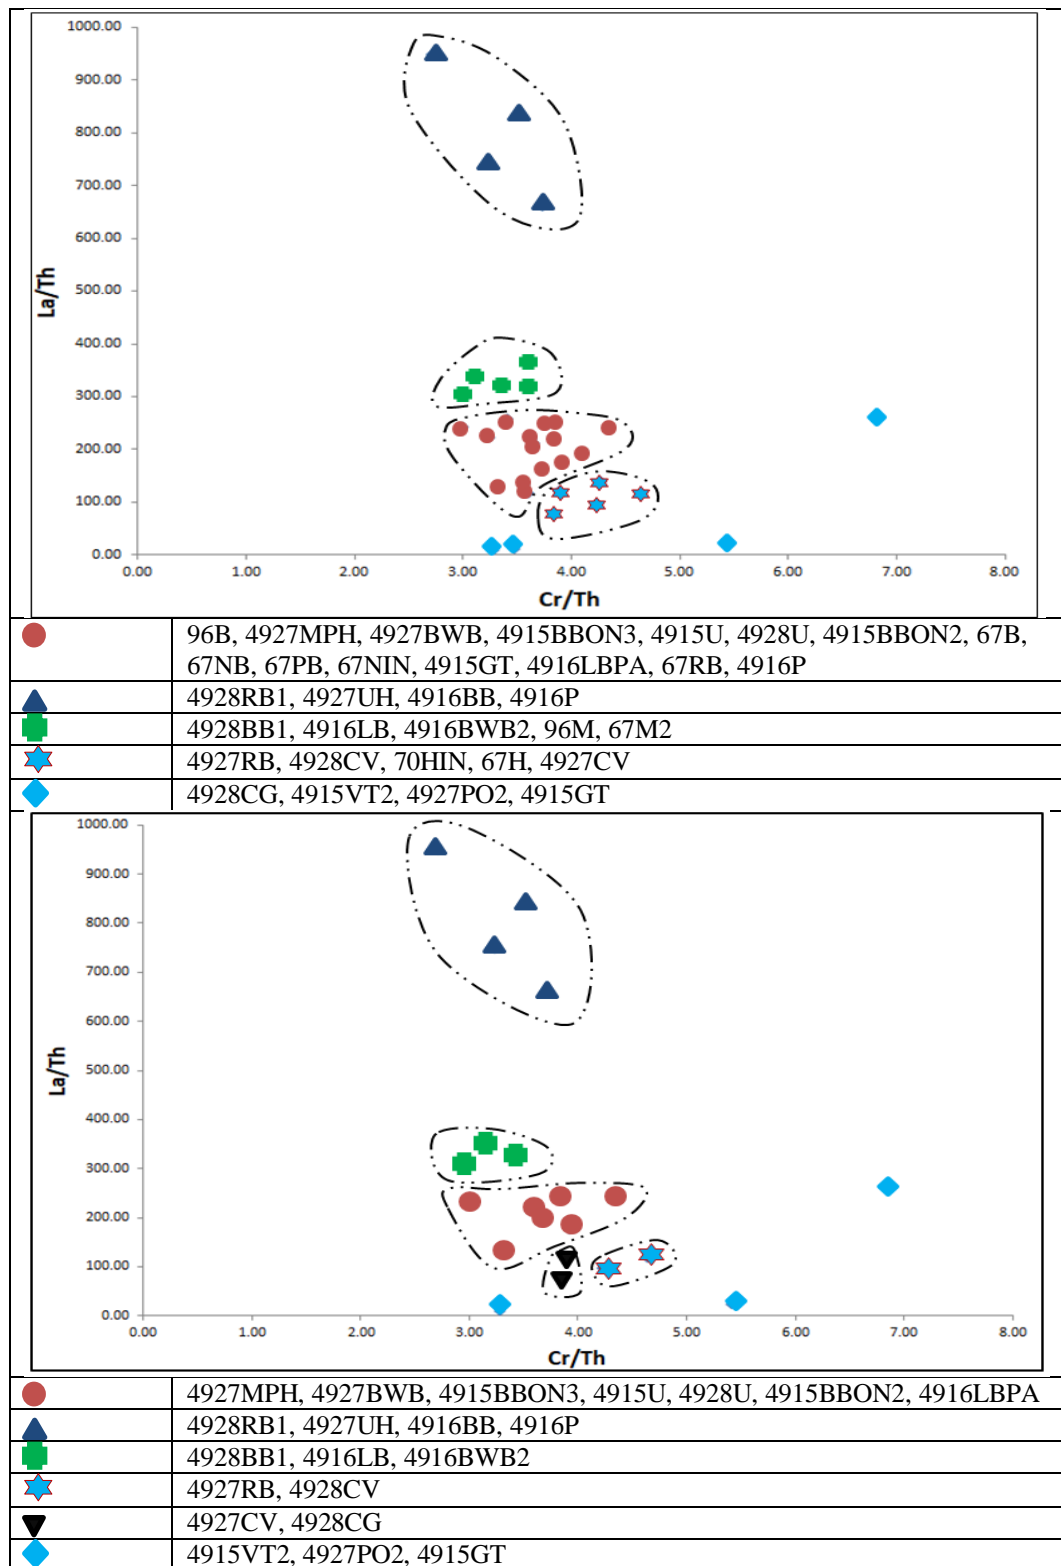 1000.00
900.00
800.00
700.00
600.00
500.00
400.00
300.00
200.00
100.00
0.00
La/Th
0.00 1.00 2.00 3.00 4.00 5.00 6.00 7.00 8.00
Cr/Th
96B, 4927MPH, 4927BWB, 4915BBON3, 4915U, 4928U, 4915BBON2, 67B,
67NB, 67PB, 67NIN, 4915GT, 4916LBPA, 67RB, 4916P
4928RB1, 4927UH, 4916BB, 4916P
4928BB1, 4916LB, 4916BWB2, 96M, 67M2
4927RB, 4928CV, 70HIN, 67H, 4927CV
4928CG, 4915VT2, 4927PO2, 4915GT
1000.00
900.00
800.00
700.00
600.00
500.00
400.00
300.00
200.00
100.00
0.00
La/Th
0.00 1.00 2.00 3.00 4.00 5.00 6.00 7.00 8.00
Cr/Th
4927MPH, 4927BWB, 4915BBON3, 4915U, 4928U, 4915BBON2, 4916LBPA
4928RB1, 4927UH, 4916BB, 4916P
4928BB1, 4916LB, 4916BWB2
4927RB, 4928CV
4927CV, 4928CG
4915VT2, 4927PO2, 4915GT